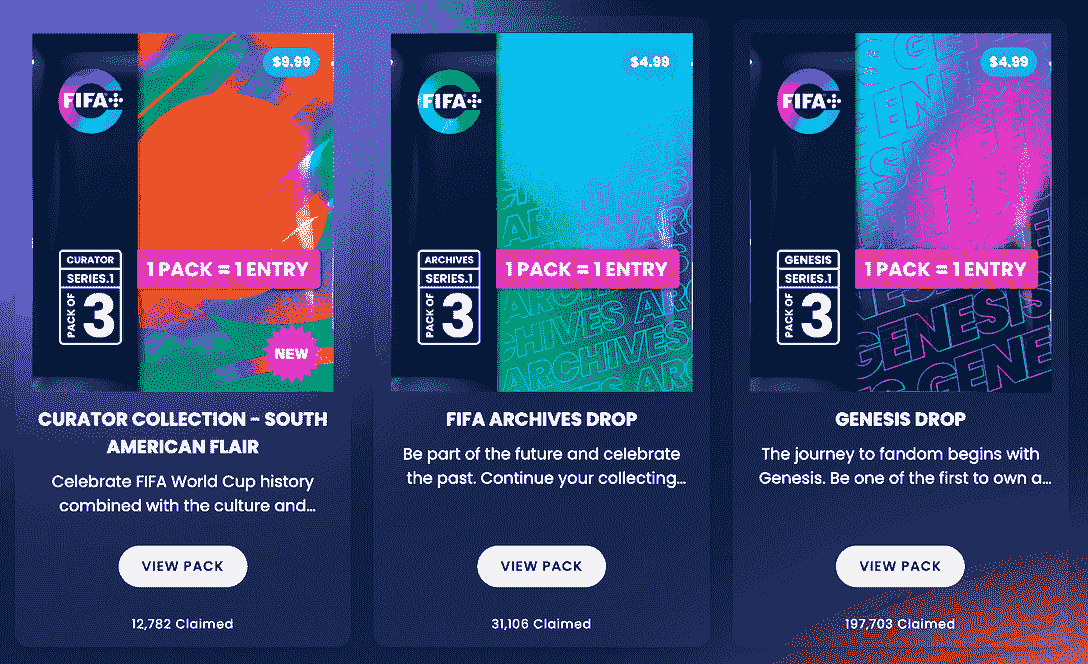 $9.99
FIFA+
CURATOR
SERIES.1
PACK OF
3
1 PACK = 1 ENTRY
NEW
CURATOR COLLECTION - SOUTH
AMERICAN FLAIR
Celebrate FIFA World Cup history
combined with the culture and...
VIEW PACK
12,782 Claimed
$4.99
FIFA+
ARCHIVES
SERIES.1
PACK OF
3
1 PACK = 1 ENTRY
ARCHIVES
FIFA ARCHIVES DROP
Be part of the future and celebrate
the past. Continue your collecting...
VIEW PACK
31,106 Claimed
$4.99
FIFA+
GENESIS
SERIES.1
PACK OF
3
1 PACK = 1 ENTRY
GENESIS
GENESIS DROP
The journey to fandom begins with
Genesis. Be one of the first to own a...
VIEW PACK
197,703 Claimed